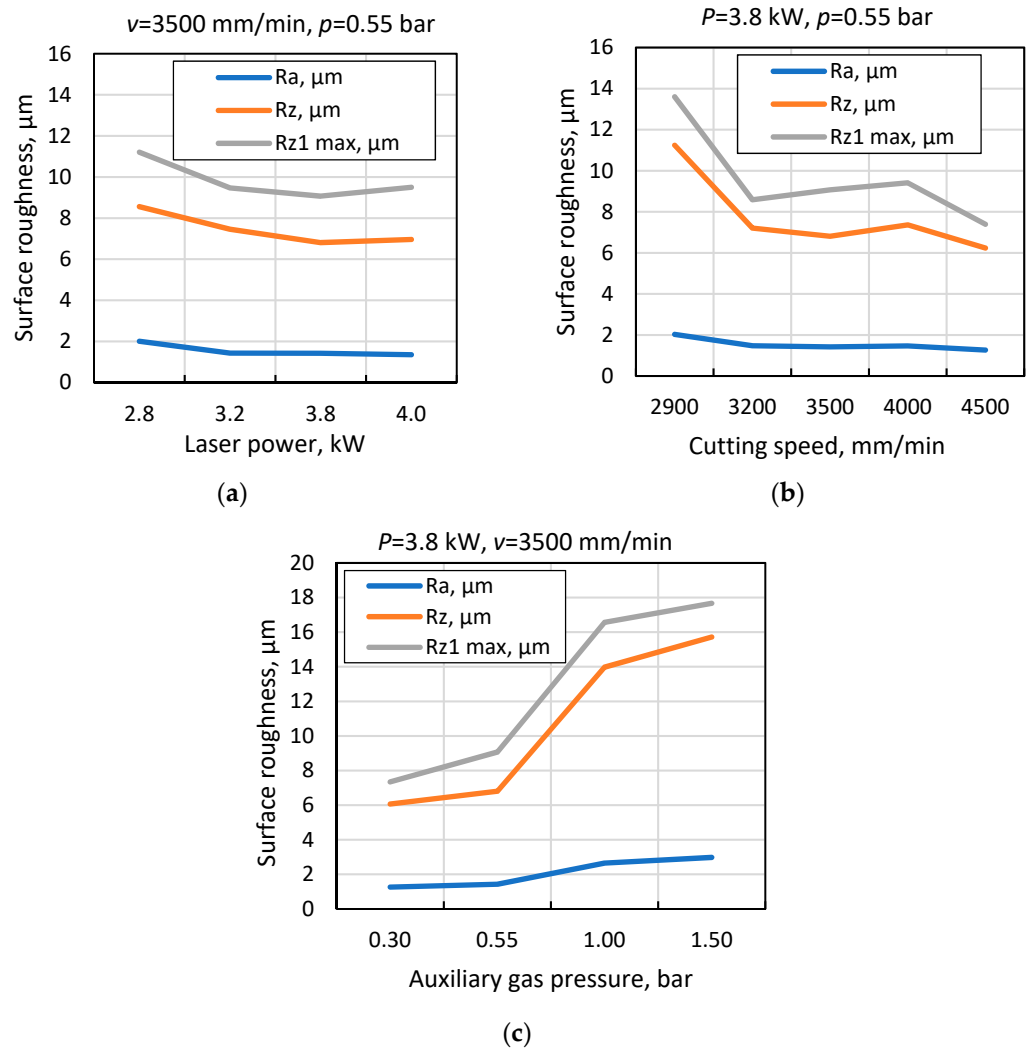 v=3500 mm/min, p=0.55 bar
16
14
12
10
8
6
4
2
0
Surface roughness, µm
Ra, µm
Rz, µm
Rz1 max, µm
2.8 3.2 3.8 4.0
Laser power, kW
(a)
P=3.8 kW, p=0.55 bar
16
14
12
10
8
6
4
2
0
Surface roughness, µm
Ra, µm
Rz, µm
Rz1 max, µm
2900 3200 3500 4000 4500
Cutting speed, mm/min
(b)
P=3.8 kW, v=3500 mm/min
20
18
16
14
12
10
8
6
4
2
0
Surface roughness, µm
Ra, µm
Rz, µm
Rz1 max, µm
0.30 0.55 1.00 1.50
Auxiliary gas pressure, bar
(c)